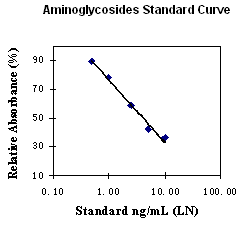 Aminoglycosides Standard Curve
Relative Absorbance (%)
90
70
50
30
10
0.10 1.00 10.00 100.00
Standard ng/mL (LN)